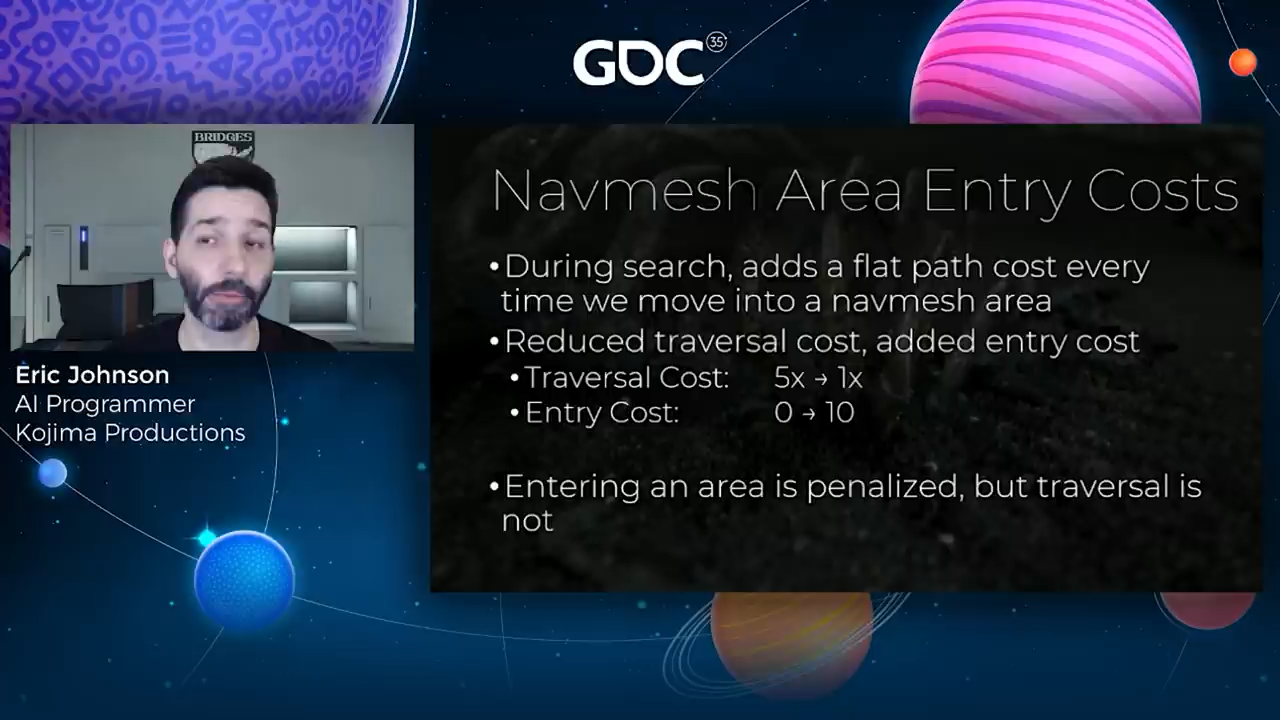 GDC 35
BRIDGES
Eric Johnson
AI Programmer
Kojima Productions
Navmesh Area Entry Costs
•During search, adds a flat path cost every
time we move into a navmesh area
•Reduced traversal cost, added entry cost
•Traversal Cost: 5x → 1x
•Entry Cost: 0 → 10
•Entering an area is penalized, but traversal is
not